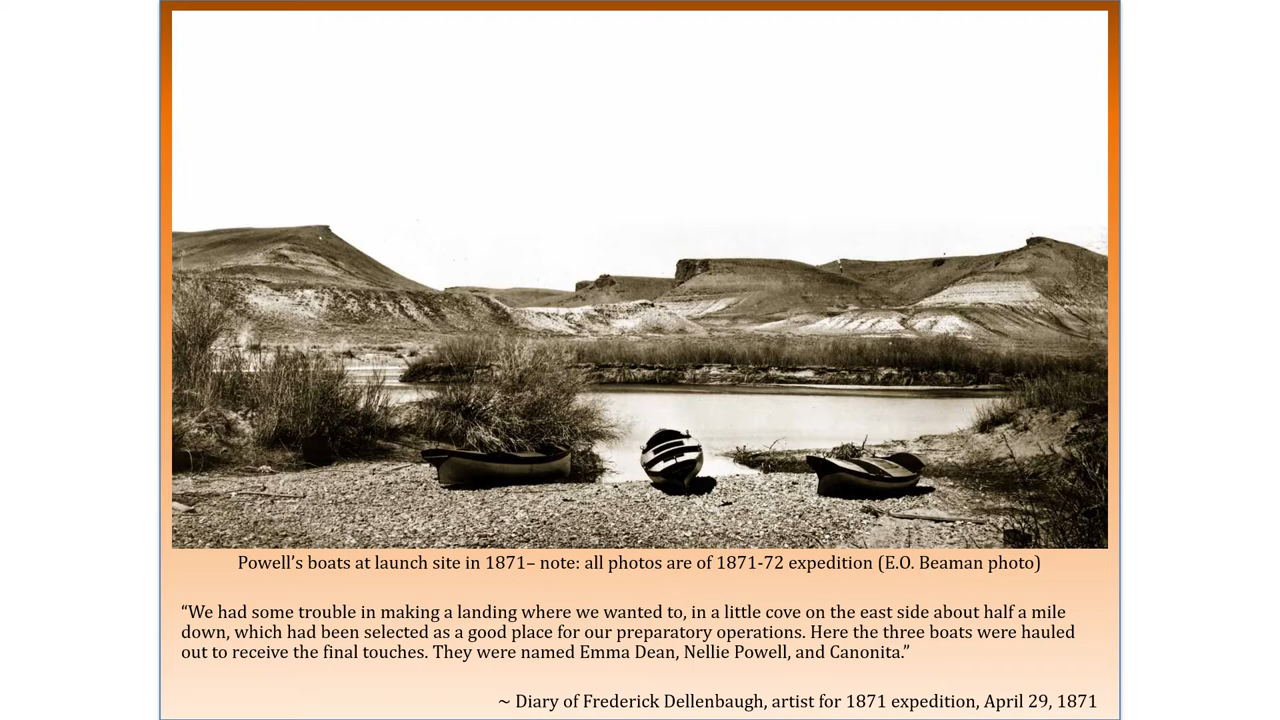 Powell’s boats at launch site in 1871– note: all photos are of 1871-72 expedition (E.O. Beaman photo)
“We had some trouble in making a landing where we wanted to, in a little cove on the east side about half a mile
down, which had been selected as a good place for our preparatory operations. Here the three boats were hauled
out to receive the final touches. They were named Emma Dean, Nellie Powell, and Canonita.”
~ Diary of Frederick Dellenbaugh, artist for 1871 expedition, April 29, 1871